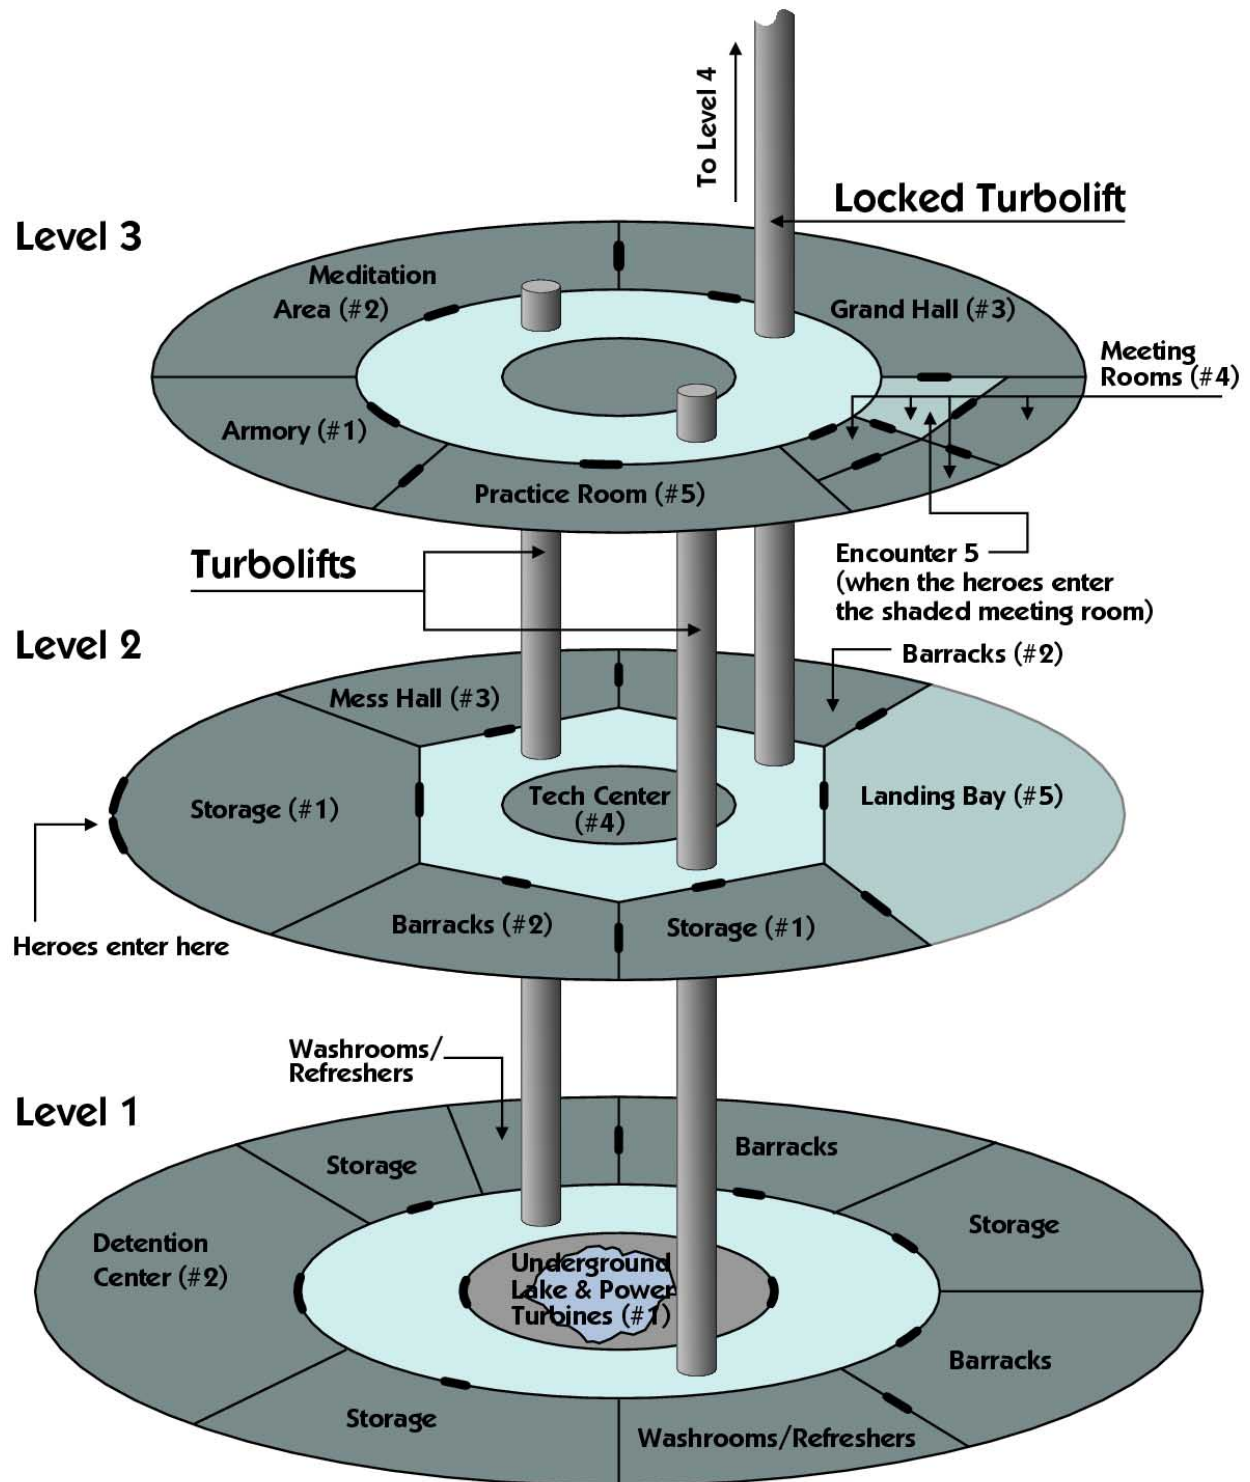 To Level 4
Locked Turbolift
Level 3
Meditation
Area (#2)
Grand Hall (#3)
Meeting
Rooms (#4)
Armory (#1)
Practice Room (#5)
Encounter 5
(when the heroes enter
the shaded meeting room)
Turbolifts
Level 2
Barracks (#2)
Mess Hall (#3)
Storage (#1)
Tech Center
(#4)
Landing Bay (#5)
Barracks (#2)
Storage (#1)
Heroes enter here
Washrooms/
Refreshers
Level 1
Storage
Barracks
Storage
Detention
Center (#2)
Underground
Lake & Power
Turbines (#1)
Barracks
Storage
Washrooms/Refreshers